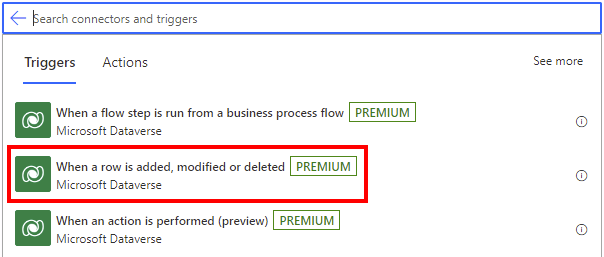 Search connectors and triggers
Triggers Actions See more
When a flow step is run from a business process flow PREMIUM
Microsoft Dataverse
When a row is added, modified or deleted PREMIUM
Microsoft Dataverse
When an action is performed (preview) PREMIUM
Microsoft Dataverse